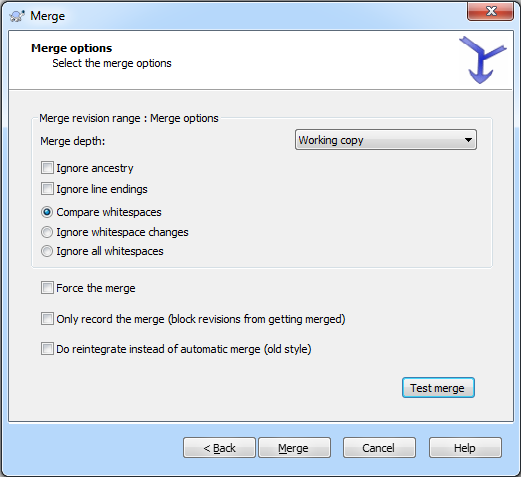 Merge
Merge options
Select the merge options
Merge revision range : Merge options
Merge depth: Working copy
Ignore ancestry
Ignore line endings
Compare whitespaces
Ignore whitespace changes
Ignore all whitespaces
Force the merge
Only record the merge (block revisions from getting merged)
Do reintegrate instead of automatic merge (old style)
Test merge
< Back Merge Cancel Help